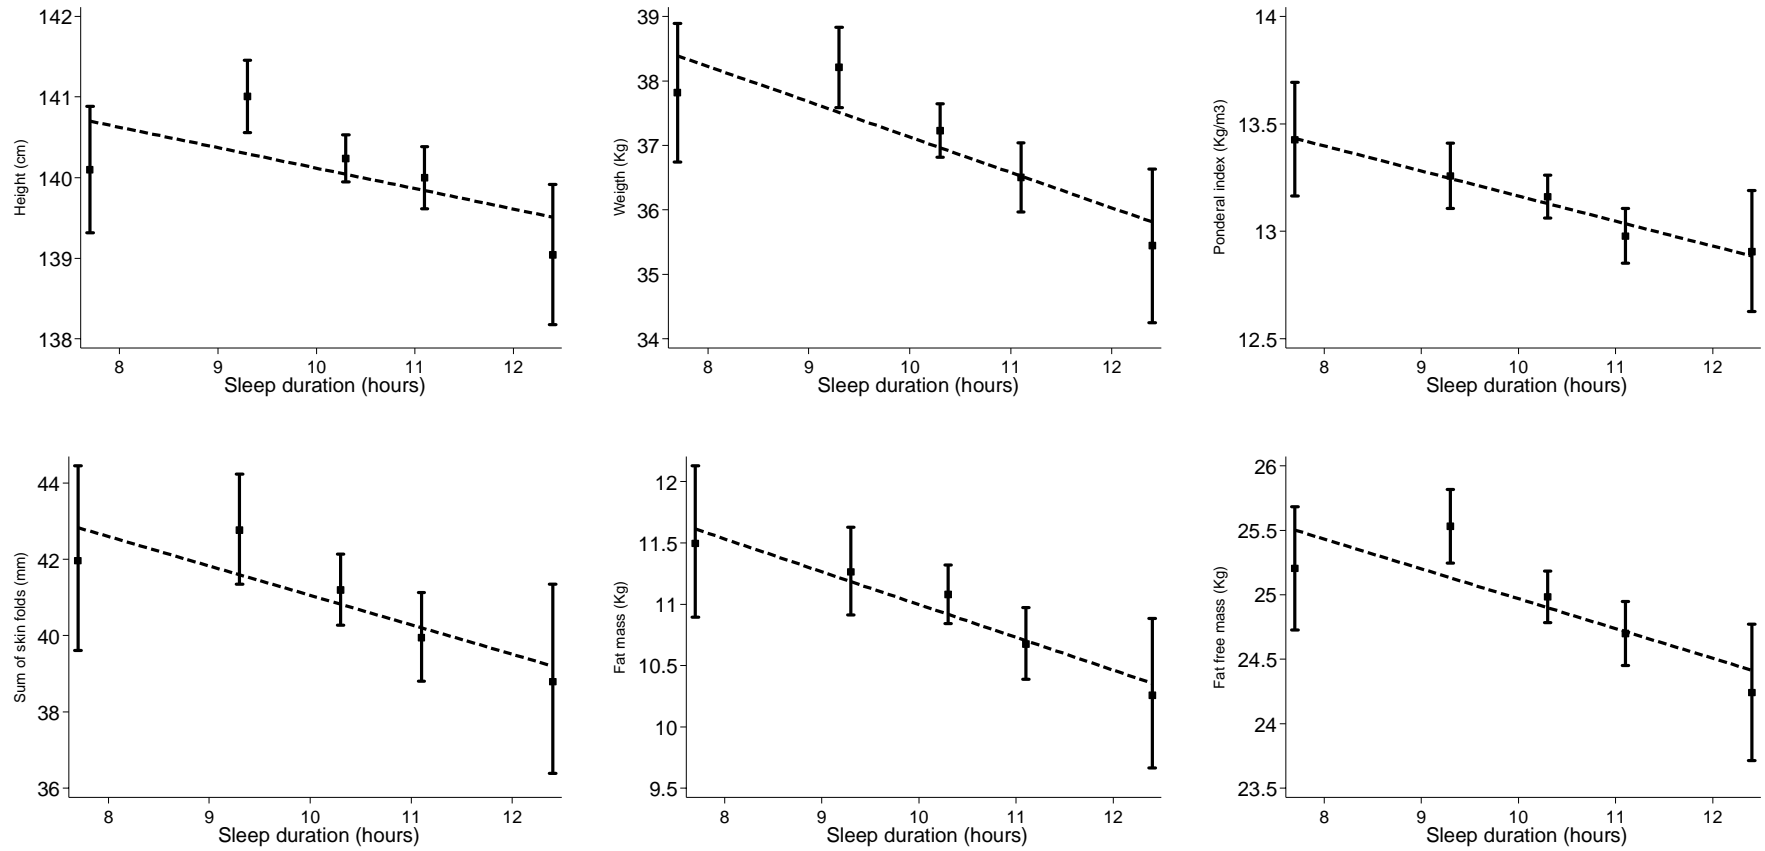 142
141
140
139
138
Height (cm)
8 9 10 11 12
Sleep duration (hours)
39
38
37
36
35
34
Weigth (Kg)
8 9 10 11 12
Sleep duration (hours)
14
13.5
13
12.5
Ponderal index (Kg/m3)
8 9 10 11 12
Sleep duration (hours)
44
42
40
38
36
Sum of skin folds (mm)
8 9 10 11 12
Sleep duration (hours)
12
11.5
11
10.5
10
9.5
Fat mass (Kg)
8 9 10 11 12
Sleep duration (hours)
26
25.5
25
24.5
24
23.5
Fat free mass (Kg)
8 9 10 11 12
Sleep duration (hours)